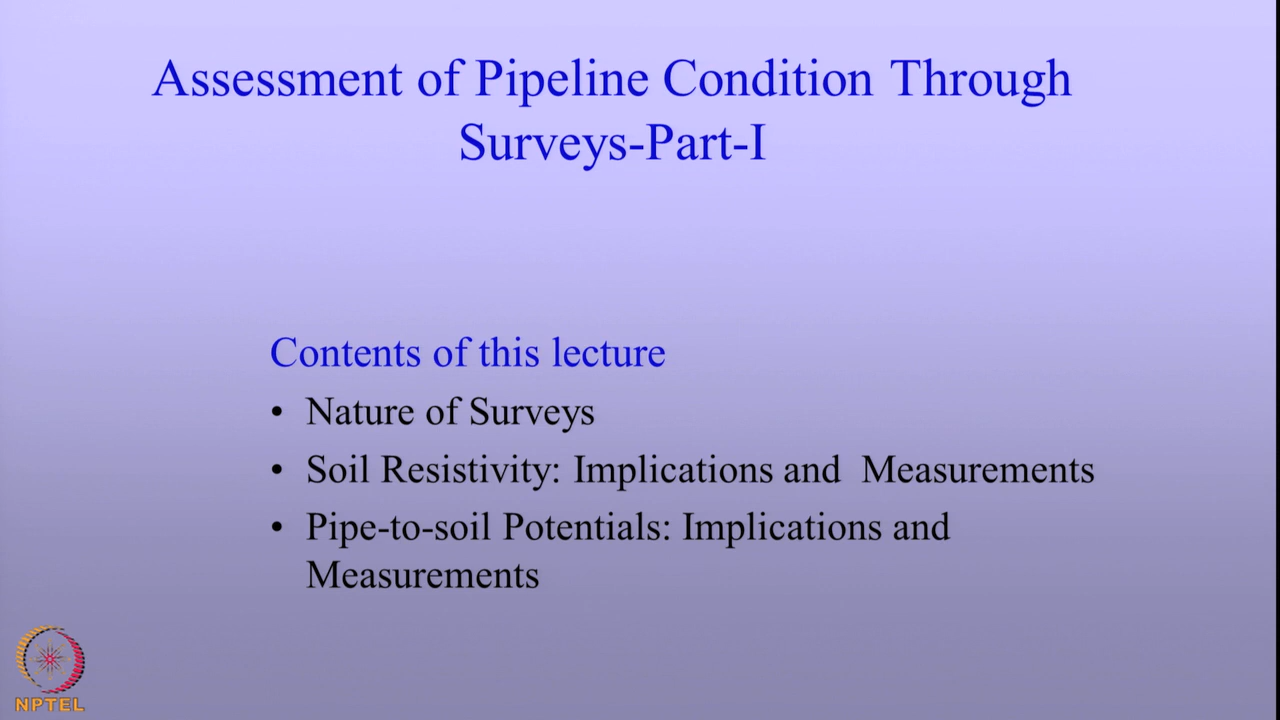 Assessment of Pipeline Condition Through
Surveys-Part-I
Contents of this lecture
• Nature of Surveys
• Soil Resistivity: Implications and Measurements
• Pipe-to-soil Potentials: Implications and
Measurements
NPTEL